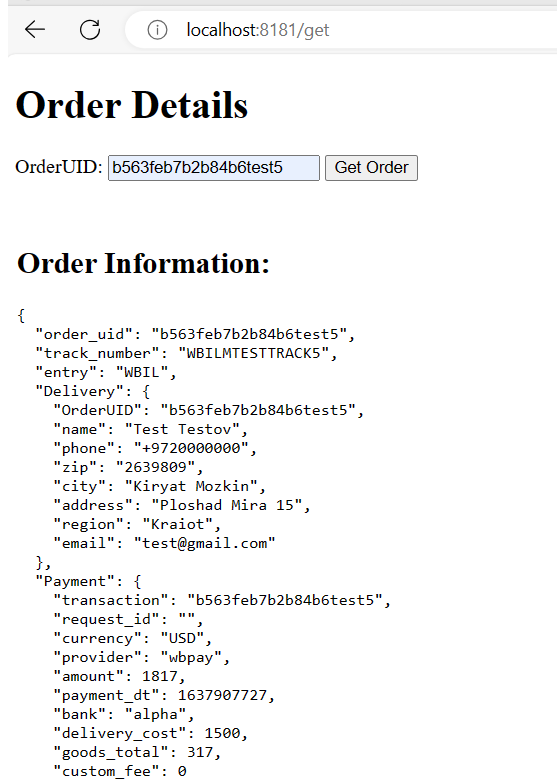 localhost:8181/get
Order Details
OrderUID: b563feb7b2b84b6test5 Get Order
Order Information:
{
  "order_uid": "b563feb7b2b84b6test5",
  "track_number": "WBILMTESTTRACK5",
  "entry": "WBIL",
  "Delivery": {
    "OrderUID": "b563feb7b2b84b6test5",
    "name": "Test Testov",
    "phone": "+9720000000",
    "zip": "2639809",
    "city": "Kiryat Mozkin",
    "address": "Ploshad Mira 15",
    "region": "Kraiot",
    "email": "test@gmail.com"
  },
  "Payment": {
    "transaction": "b563feb7b2b84b6test5",
    "request_id": "",
    "currency": "USD",
    "provider": "wbpay",
    "amount": 1817,
    "payment_dt": 1637907727,
    "bank": "alpha",
    "delivery_cost": 1500,
    "goods_total": 317,
    "custom_fee": 0